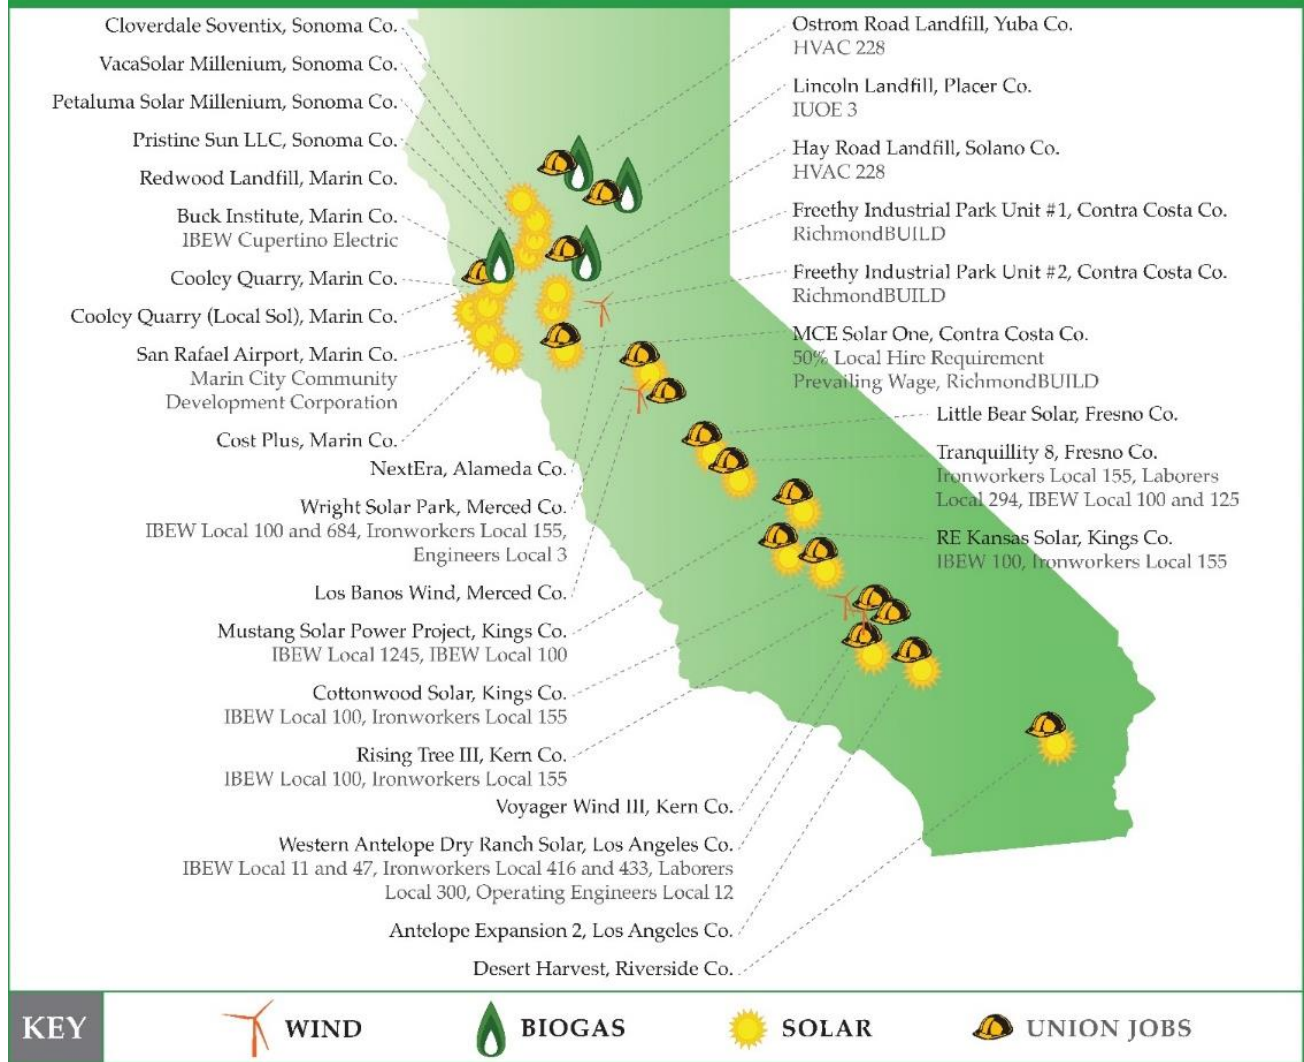 Cloverdale Soventix, Sonoma Co.
VacaSolar Millenium, Sonoma Co.
Petaluma Solar Millenium, Sonoma Co.
Pristine Sun LLC, Sonoma Co.
Redwood Landfill, Marin Co.
Buck Institute, Marin Co.
IBEW Cupertino Electric
Cooley Quarry, Marin Co.
Cooley Quarry (Local Sol), Marin Co.
San Rafael Airport, Marin Co.
Marin City Community
Development Corporation
Cost Plus, Marin Co.
NextEra, Alameda Co.
Wright Solar Park, Merced Co.
IBEW Local 100 and 684, Ironworkers Local 155,
Engineers Local 3
Los Banos Wind, Merced Co.
Mustang Solar Power Project, Kings Co.
IBEW Local 1245, IBEW Local 100
Cottonwood Solar, Kings Co.
IBEW Local 100, Ironworkers Local 155
Rising Tree III, Kern Co.
IBEW Local 100, Ironworkers Local 155
Voyager Wind III, Kern Co.
Western Antelope Dry Ranch Solar, Los Angeles Co.
IBEW Local 11 and 47, Ironworkers Local 416 and 433, Laborers
Local 300, Operating Engineers Local 12
Antelope Expansion 2, Los Angeles Co.
Desert Harvest, Riverside Co.
Ostrom Road Landfill, Yuba Co.
HVAC 228
Lincoln Landfill, Placer Co.
IUOE 3
Hay Road Landfill, Solano Co.
HVAC 228
Freethy Industrial Park Unit #1, Contra Costa Co.
RichmondBUILD
Freethy Industrial Park Unit #2, Contra Costa Co.
RichmondBUILD
MCE Solar One, Contra Costa Co.
50% Local Hire Requirement
Prevailing Wage, RichmondBUILD
Little Bear Solar, Fresno Co.
Tranquillity 8, Fresno Co.
Ironworkers Local 155, Laborers
Local 294, IBEW Local 100 and 125
RE Kansas Solar, Kings Co.
IBEW 100, Ironworkers Local 155
KEY
WIND
BIOGAS
SOLAR
UNION JOBS